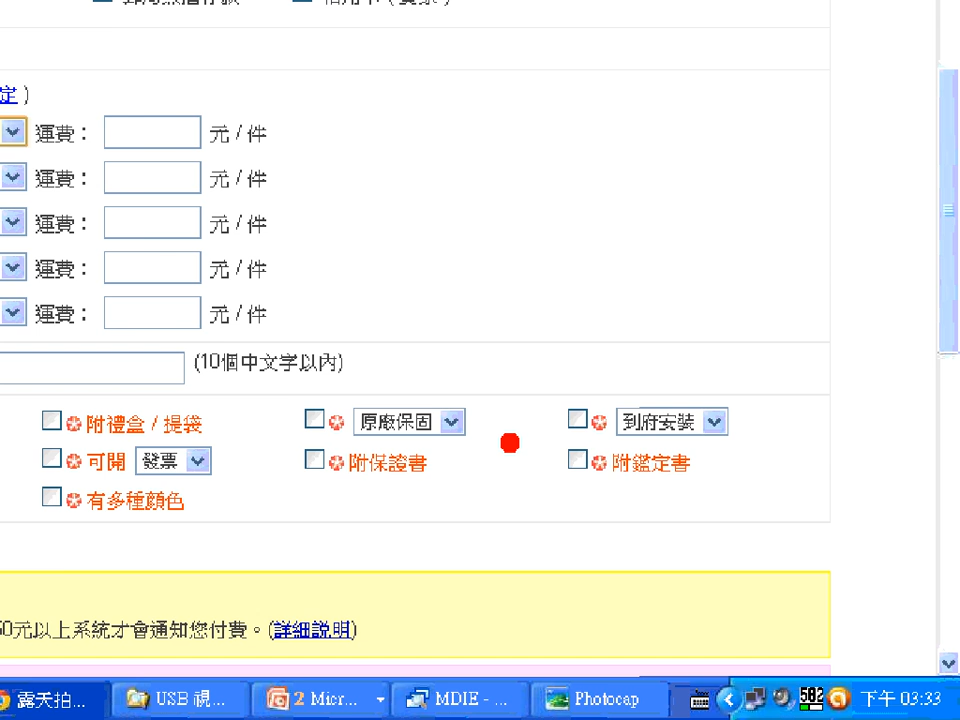 定 )
運費： 元 / 件
運費： 元 / 件
運費： 元 / 件
運費： 元 / 件
運費： 元 / 件
(10個中文字以內)
附禮盒 / 提袋 原廠保固 到府安裝
可開 發票 附保證書 附鑑定書
有多種顏色
50元以上系統才會通知您付費。(詳細說明)
露天拍... USB 視... 2 Micr... MDIE - ... Photocap 502 下午 03:33